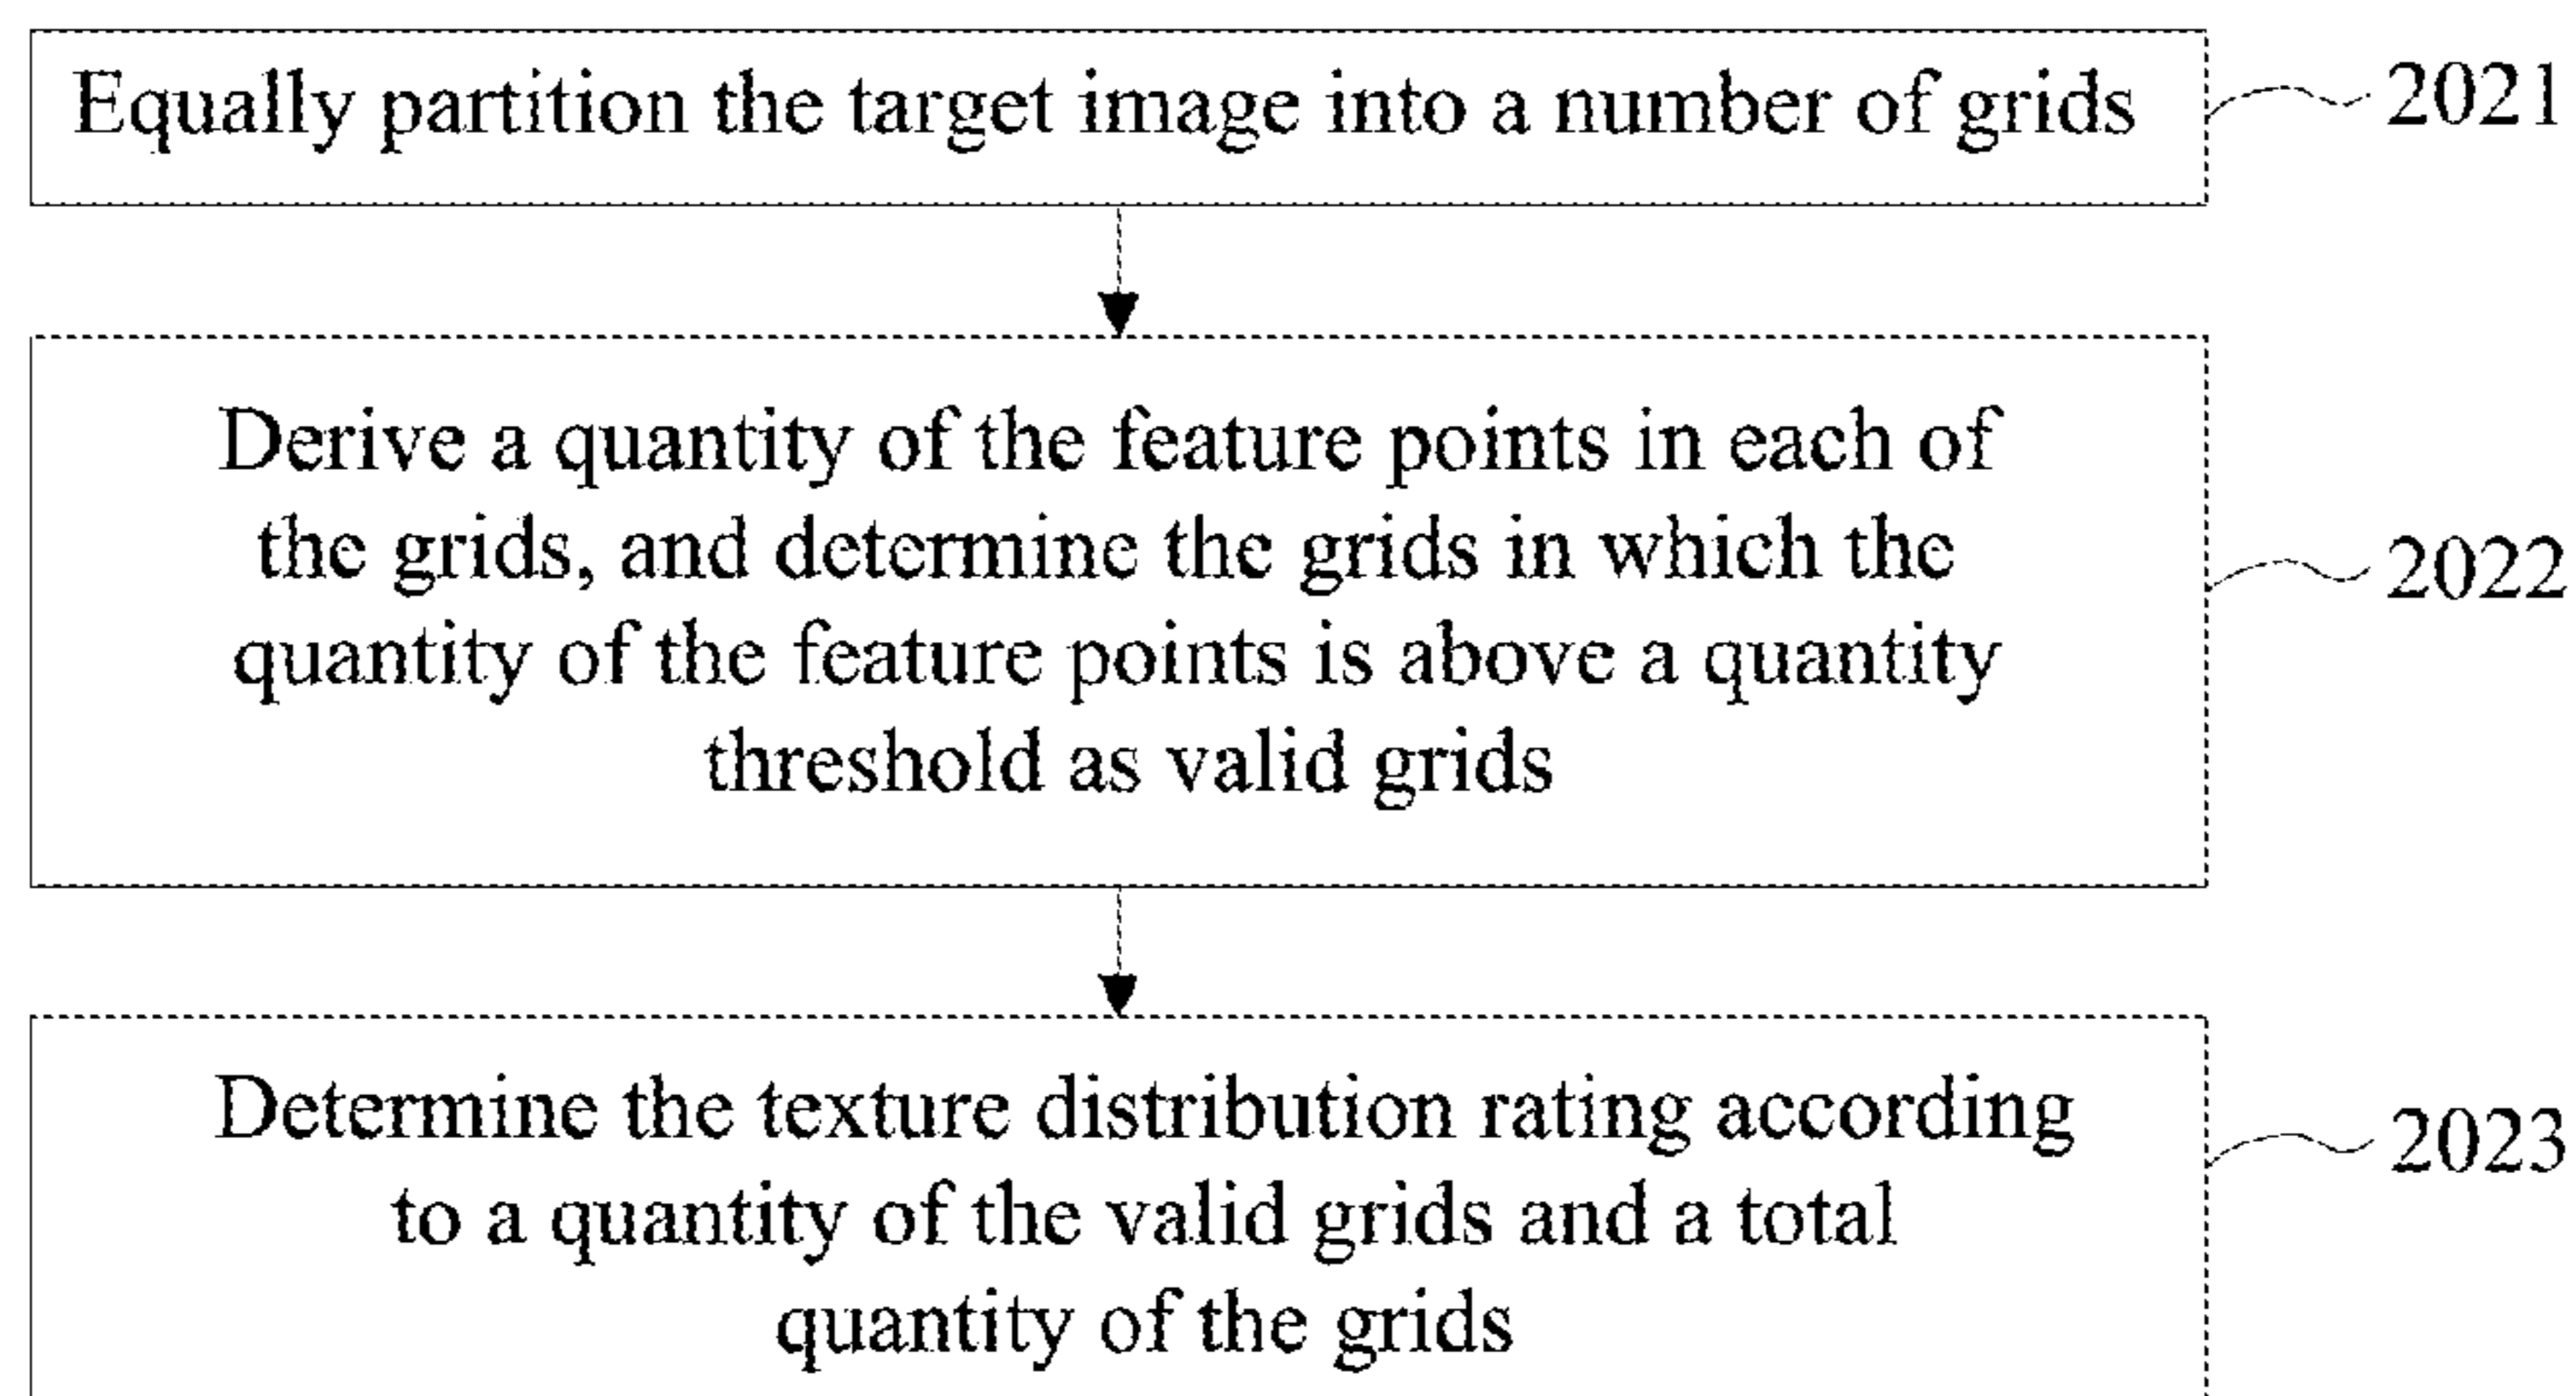 Equally partition the target image into a number of grids
2021
Derive a quantity of the feature points in each of
the grids, and determine the grids in which the
quantity of the feature points is above a quantity
threshold as valid grids
2022
Determine the texture distribution rating according
to a quantity of the valid grids and a total
quantity of the grids
2023